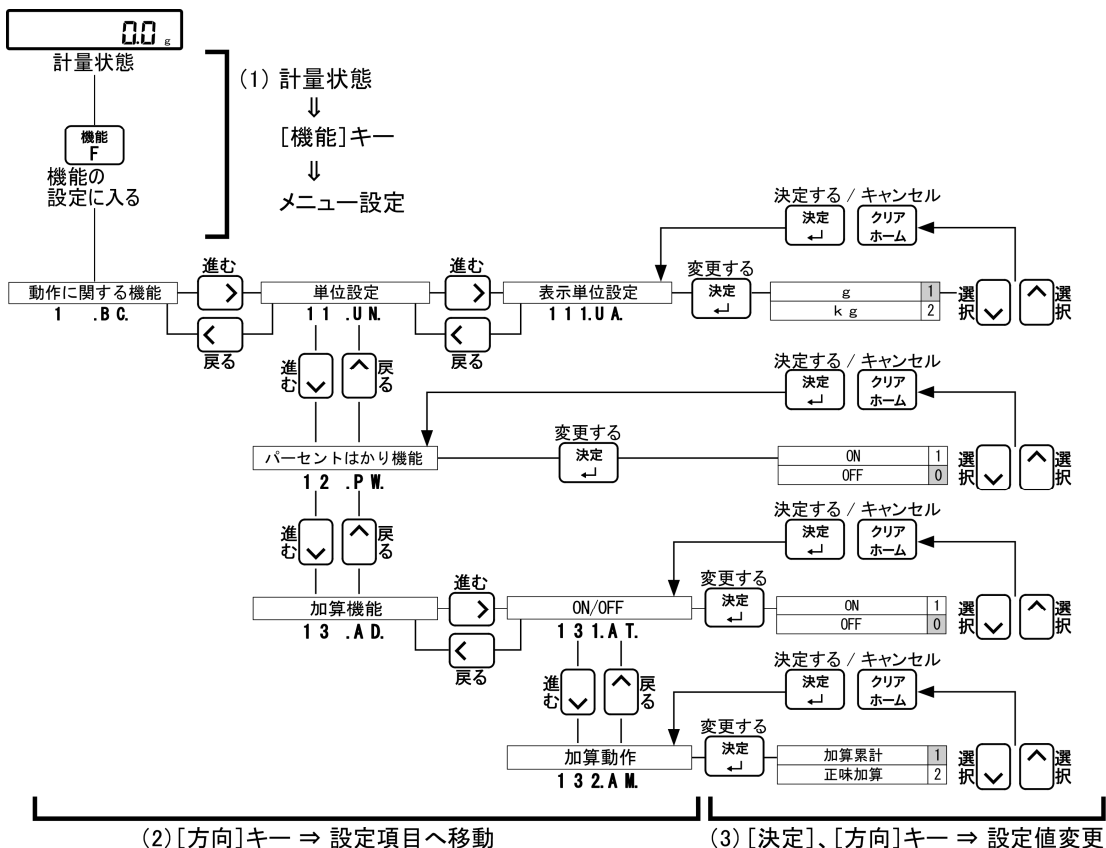 0.0 g
計量状態
機能
F
機能の
設定に入る
(1) 計量状態
⇓
[機能]キー
⇓
メニュー設定
決定する / キャンセル
決定
クリア
ホーム
進む
進む
変更する
動作に関する機能
単位設定
表示単位設定
決定
g 1
kg 2
選択
選択
1 .BC.
11 .UN.
111.UA.
戻る
戻る
進む
戻る
決定する / キャンセル
決定
クリア
ホーム
変更する
パーセントはかり機能
決定
ON 1
OFF 0
選択
選択
12 .PW.
進む
戻る
決定する / キャンセル
決定
クリア
ホーム
進む
変更する
加算機能
ON/OFF
決定
ON 1
OFF 0
選択
選択
13 .AD.
131.AT.
戻る
進む
戻る
決定する / キャンセル
決定
クリア
ホーム
変更する
加算動作
決定
加算累計 1
正味加算 2
選択
選択
132.AM.
(2)[方向]キー ⇒ 設定項目へ移動
(3)[決定]、[方向]キー ⇒ 設定値変更